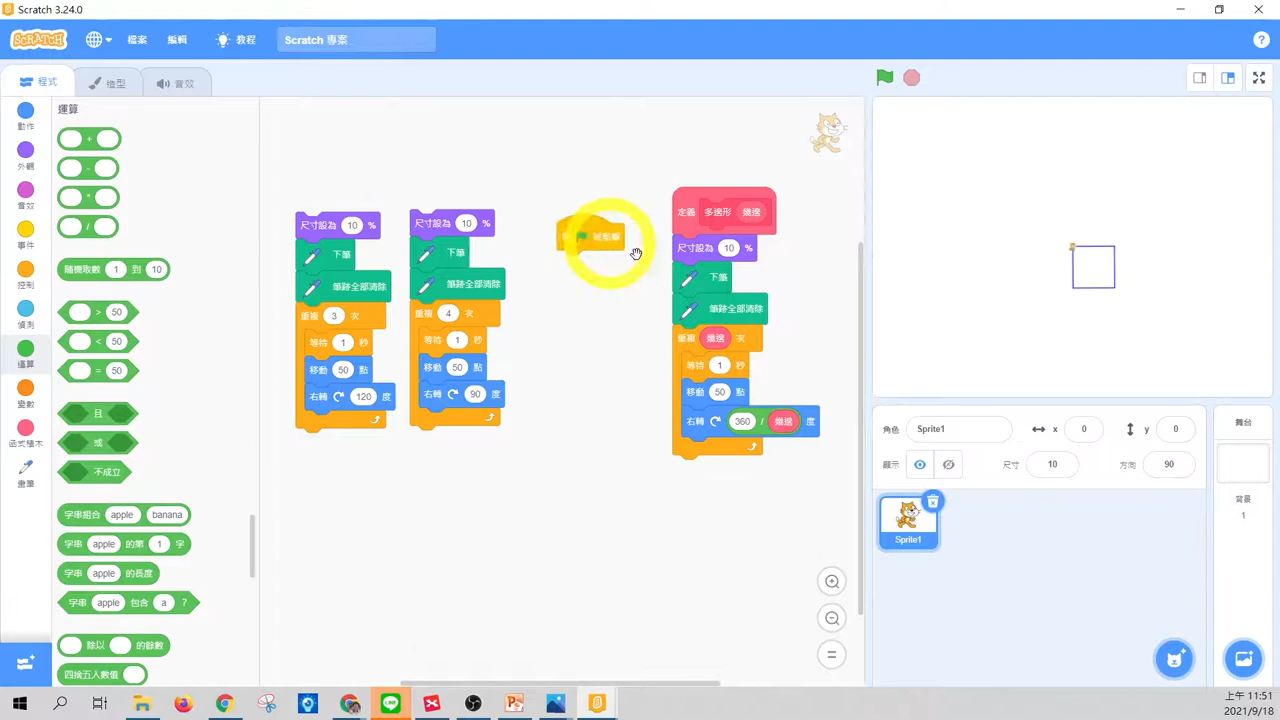 Scratch 3.24.0
SCRATCH 檔案 編輯 教程 Scratch 專案 ?
程式 造型 音效
動作
外觀
音效
事件
控制
偵測
運算
變數
函式積木
畫筆
運算
+
-
*
/
隨機取數 1 到 10
> 50
< 50
= 50
且
或
不成立
字串組合 apple banana
字串 apple 的第 1 字
字串 apple 的長度
字串 apple 包含 a ?
除以 的餘數
四捨五入數值
尺寸設為 10 %
下筆
筆跡全部清除
重複 3 次
等待 1 秒
移動 50 點
右轉 120 度
尺寸設為 10 %
下筆
筆跡全部清除
重複 4 次
等待 1 秒
移動 50 點
右轉 90 度
當 被點擊
定義 多邊形 幾邊
尺寸設為 10 %
下筆
筆跡全部清除
重複 幾邊 次
等待 1 秒
移動 50 點
右轉 360 / 幾邊 度
角色 Sprite1 x 0 y 0
顯示 尺寸 10 方向 90
Sprite1
舞台
背景
1
上午 11:51
2021/9/18